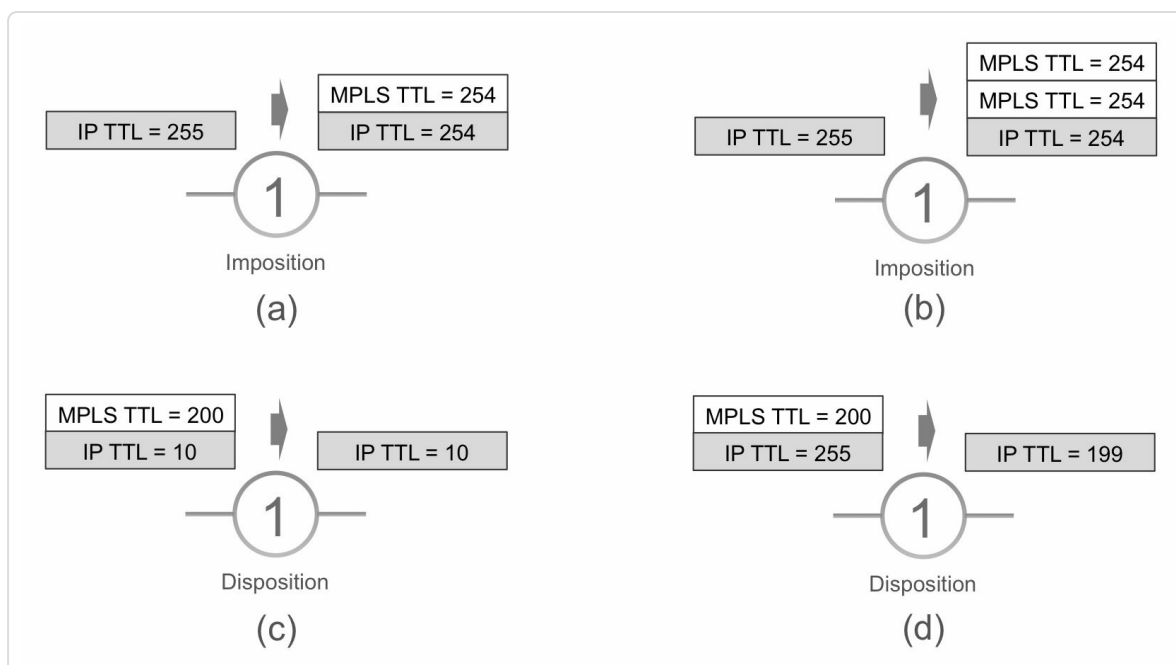 MPLS TTL = 254
IP TTL = 255
IP TTL = 254
1
Imposition
(a)
MPLS TTL = 254
MPLS TTL = 254
IP TTL = 255
IP TTL = 254
1
Imposition
(b)
MPLS TTL = 200
IP TTL = 10
IP TTL = 10
1
Disposition
(c)
MPLS TTL = 200
IP TTL = 255
IP TTL = 199
1
Disposition
(d)